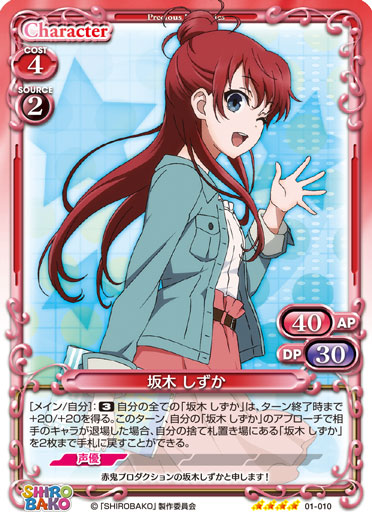 Precious Memories
Character
COST
4
SOURCE
2
40 AP
DP 30
坂木 しずか
[メイン/自分]:3自分の全ての「坂木 しずか」は、ターン終了時まで
+20/+20を得る。このターン、自分の「坂木 しずか」のアプローチで相
手のキャラが退場した場合、自分の捨て札置き場にある「坂木 しずか」
を2枚まで手札に戻すことができる。
声優
赤鬼プロダクションの坂木しずかと申します!
SHIRO
BAKO
©「SHIROBAKO」製作委員会
01-010